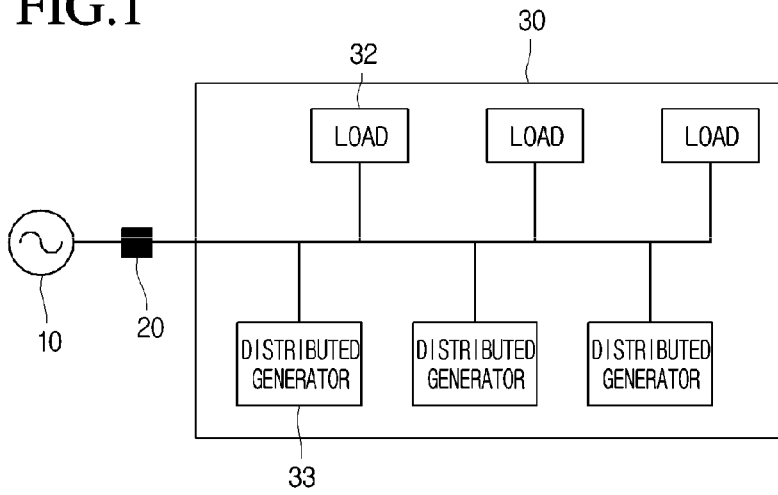 FIG.1
30
32
LOAD
LOAD
LOAD
10
20
DISTRIBUTED
GENERATOR
DISTRIBUTED
GENERATOR
DISTRIBUTED
GENERATOR
33